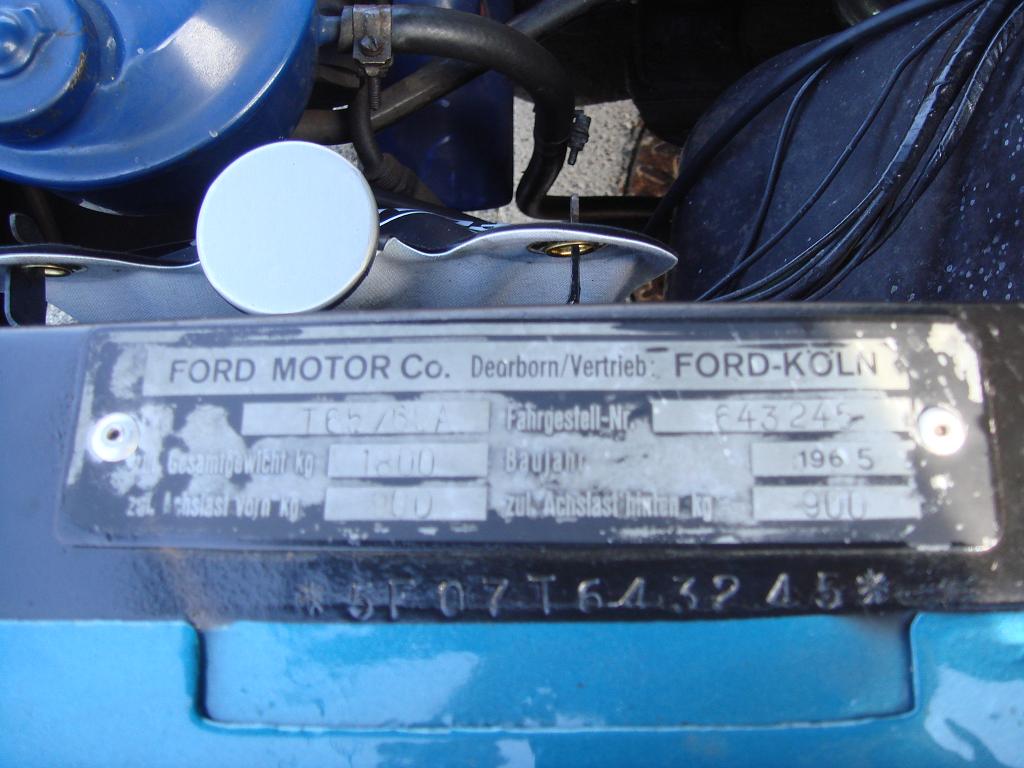 FORD MOTOR Co. Dearborn/Vertrieb: FORD-KÖLN
Fahrgestell-Nr. 643245
Gesamtgewicht kg 1800 Baujahr 1965
zul. Achslast vorn kg 900 zul. Achslast hinten kg 900
*5F07T643245*